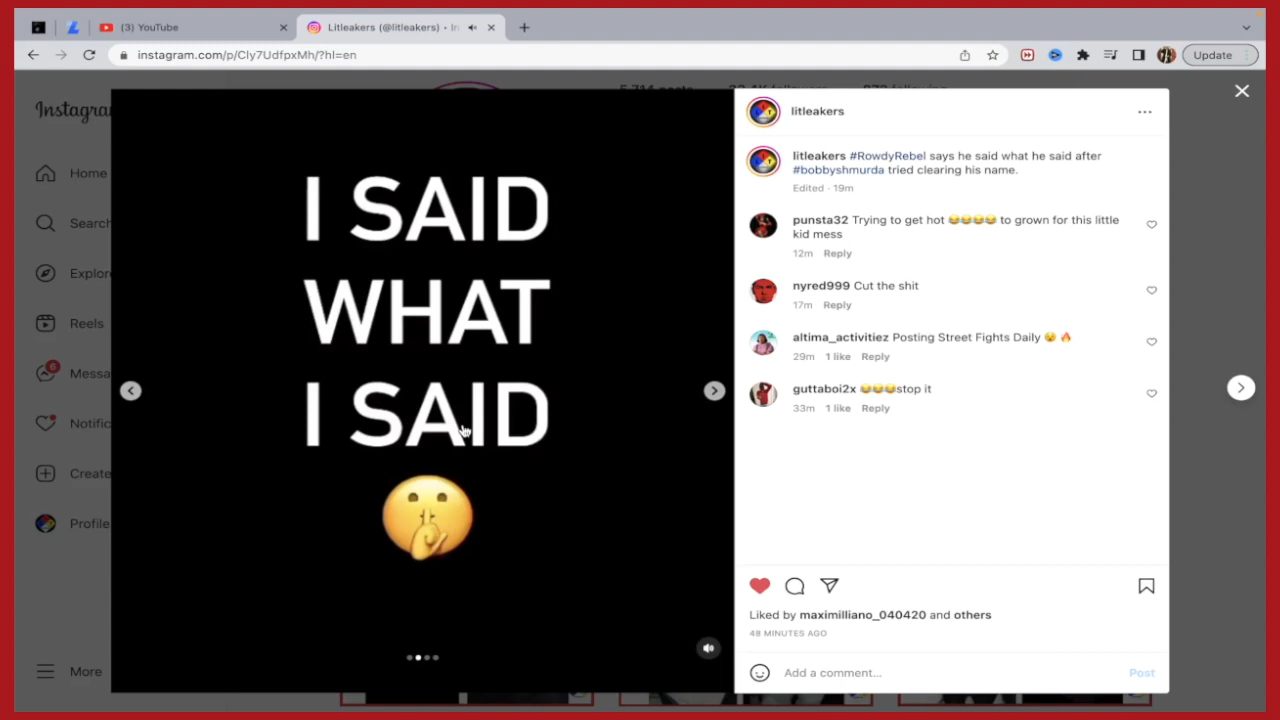 (3) YouTube
Litleakers (@litleakers) • In
instagram.com/p/Cly7UdfpxMh/?hl=en
Update
Instagram
Home
Search
Explore
Reels
6
Messa
Notific
Create
Profile
More
I SAID
WHAT
I SAID
litleakers
litleakers #RowdyRebel says he said what he said after
#bobbyshmurda tried clearing his name.
Edited · 19m
punsta32 Trying to get hot 😂😂😂😂 to grown for this little
kid mess
12m Reply
nyred999 Cut the shit
17m Reply
altima_activitiez Posting Street Fights Daily 😧 🔥
29m 1 like Reply
guttaboi2x 😂😂😂stop it
33m 1 like Reply
Liked by maximilliano_040420 and others
48 MINUTES AGO
Add a comment...
Post